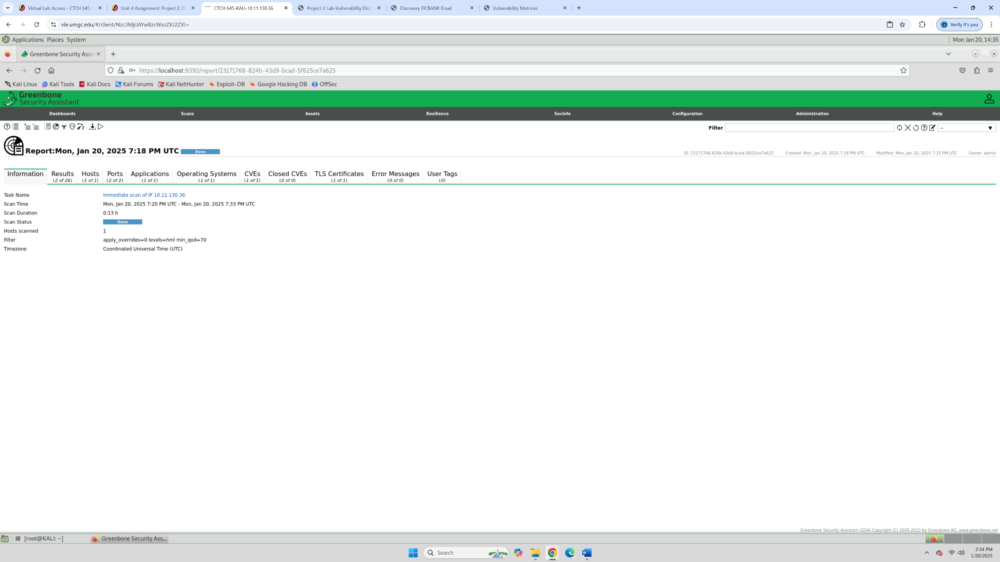 Virtual Lab Access - CTCH 645 9
Unit 4 Assignment: Project 2: Di
CTCH 645-KALI-10.11.130.36
Project 2 Lab-Vulnerability Disc
Discovery FICBANK Email
Vulnerability Matrices
vle.umgc.edu/#/client/Nzc3MjUAYwBzcWxzZXJ2ZXI=
Verify it's you
Applications Places System
Mon Jan 20, 14:35
Greenbone Security Assis
https://localhost:9392/report/23171768-824b-43d9-bcad-5f625ce7a625
Kali Linux Kali Tools Kali Docs Kali Forums Kali NetHunter Exploit-DB Google Hacking DB OffSec
Greenbone
Security Assistant
Dashboards Scans Assets Resilience SecInfo Configuration Administration Help
Filter --
Report:Mon, Jan 20, 2025 7:18 PM UTC Done
ID: 23171768-824b-43d9-bcad-5f625ce7a625 Created: Mon, Jan 20, 2025 7:18 PM UTC Modified: Mon, Jan 20, 2025 7:33 PM UTC Owner: admin
Information Results Hosts Ports Applications Operating Systems CVEs Closed CVEs TLS Certificates Error Messages User Tags
(2 of 26) (1 of 1) (2 of 2) (1 of 1) (1 of 1) (1 of 1) (0 of 0) (1 of 1) (0 of 0) (0)
Task Name Immediate scan of IP 10.11.130.36
Scan Time Mon, Jan 20, 2025 7:20 PM UTC - Mon, Jan 20, 2025 7:33 PM UTC
Scan Duration 0:13 h
Scan Status Done
Hosts scanned 1
Filter apply_overrides=0 levels=hml min_qod=70
Timezone Coordinated Universal Time (UTC)
Greenbone Security Assistant (GSA) Copyright (C) 2009-2023 by Greenbone AG, www.greenbone.net
[root@KALI: ~] Greenbone Security Ass...
Search
2:34 PM
1/20/2025